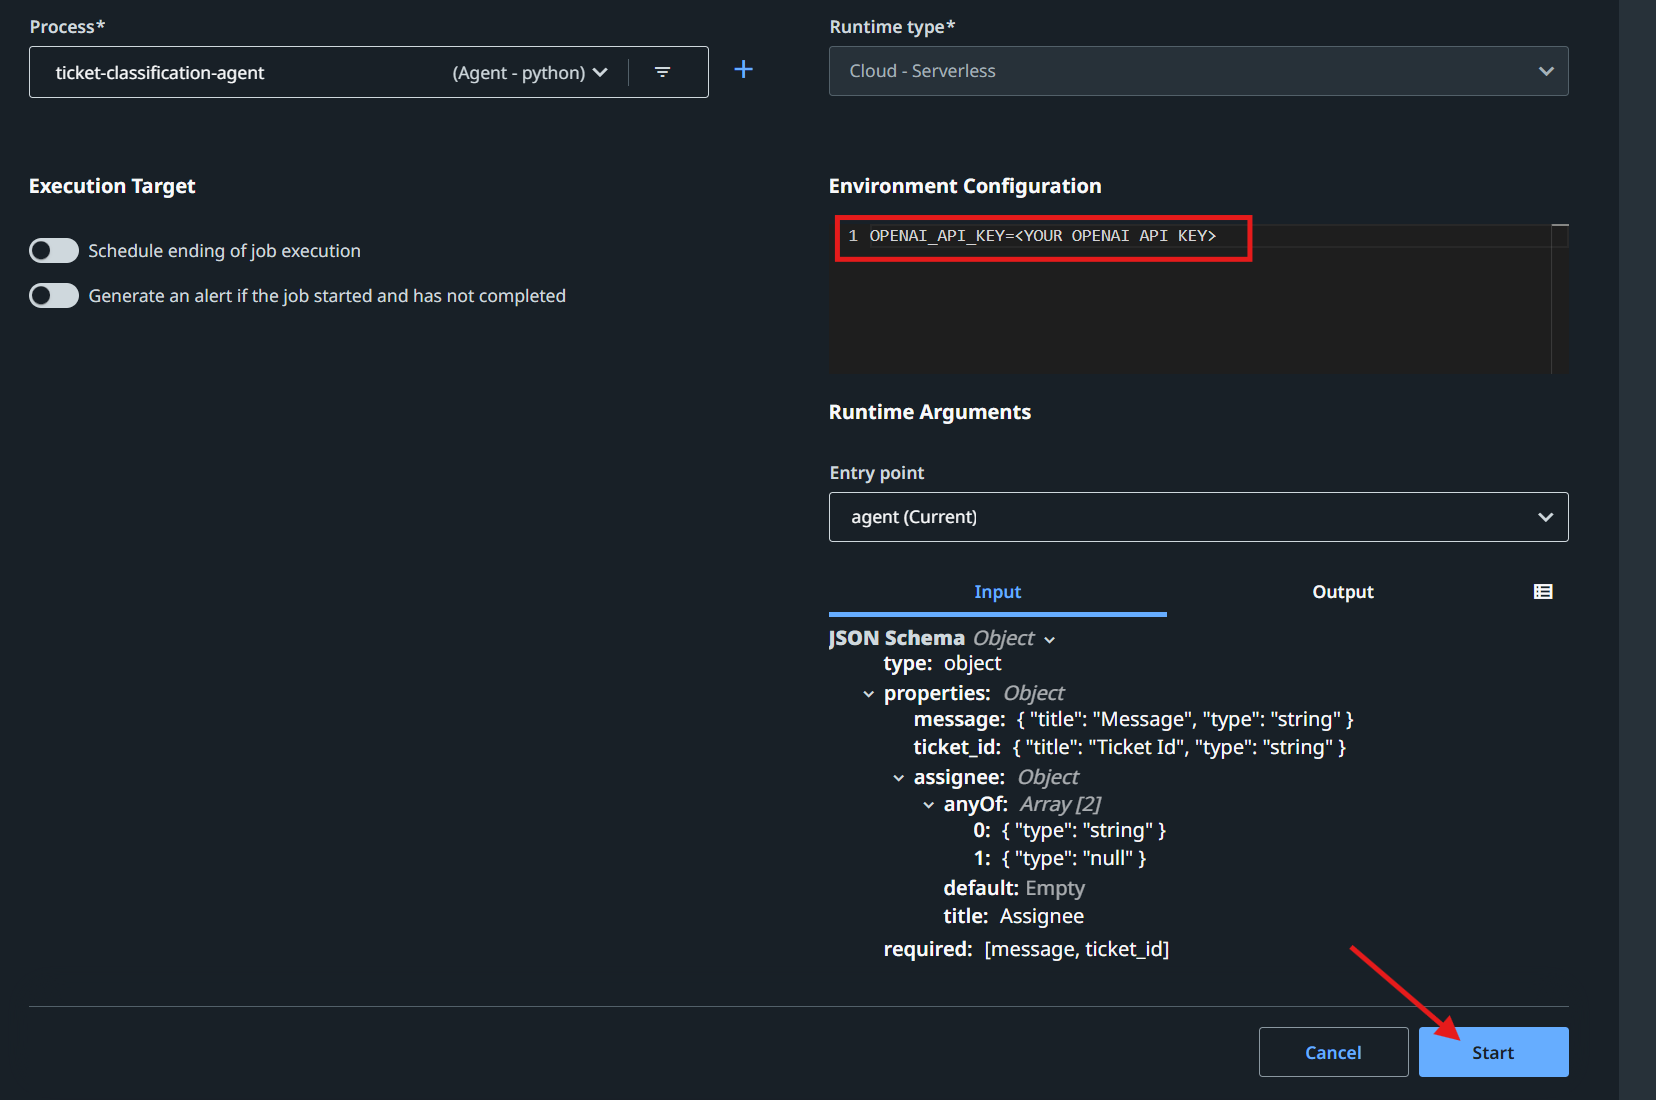 Process*
ticket-classification-agent (Agent - python)
Runtime type*
Cloud - Serverless
Execution Target
Schedule ending of job execution
Generate an alert if the job started and has not completed
Environment Configuration
1 OPENAI_API_KEY=<YOUR OPENAI API KEY>
Runtime Arguments
Entry point
agent (Current)
Input Output
JSON Schema Object
type: object
properties: Object
message: { "title": "Message", "type": "string" }
ticket_id: { "title": "Ticket Id", "type": "string" }
assignee: Object
anyOf: Array [2]
0: { "type": "string" }
1: { "type": "null" }
default: Empty
title: Assignee
required: [message, ticket_id]
Cancel Start